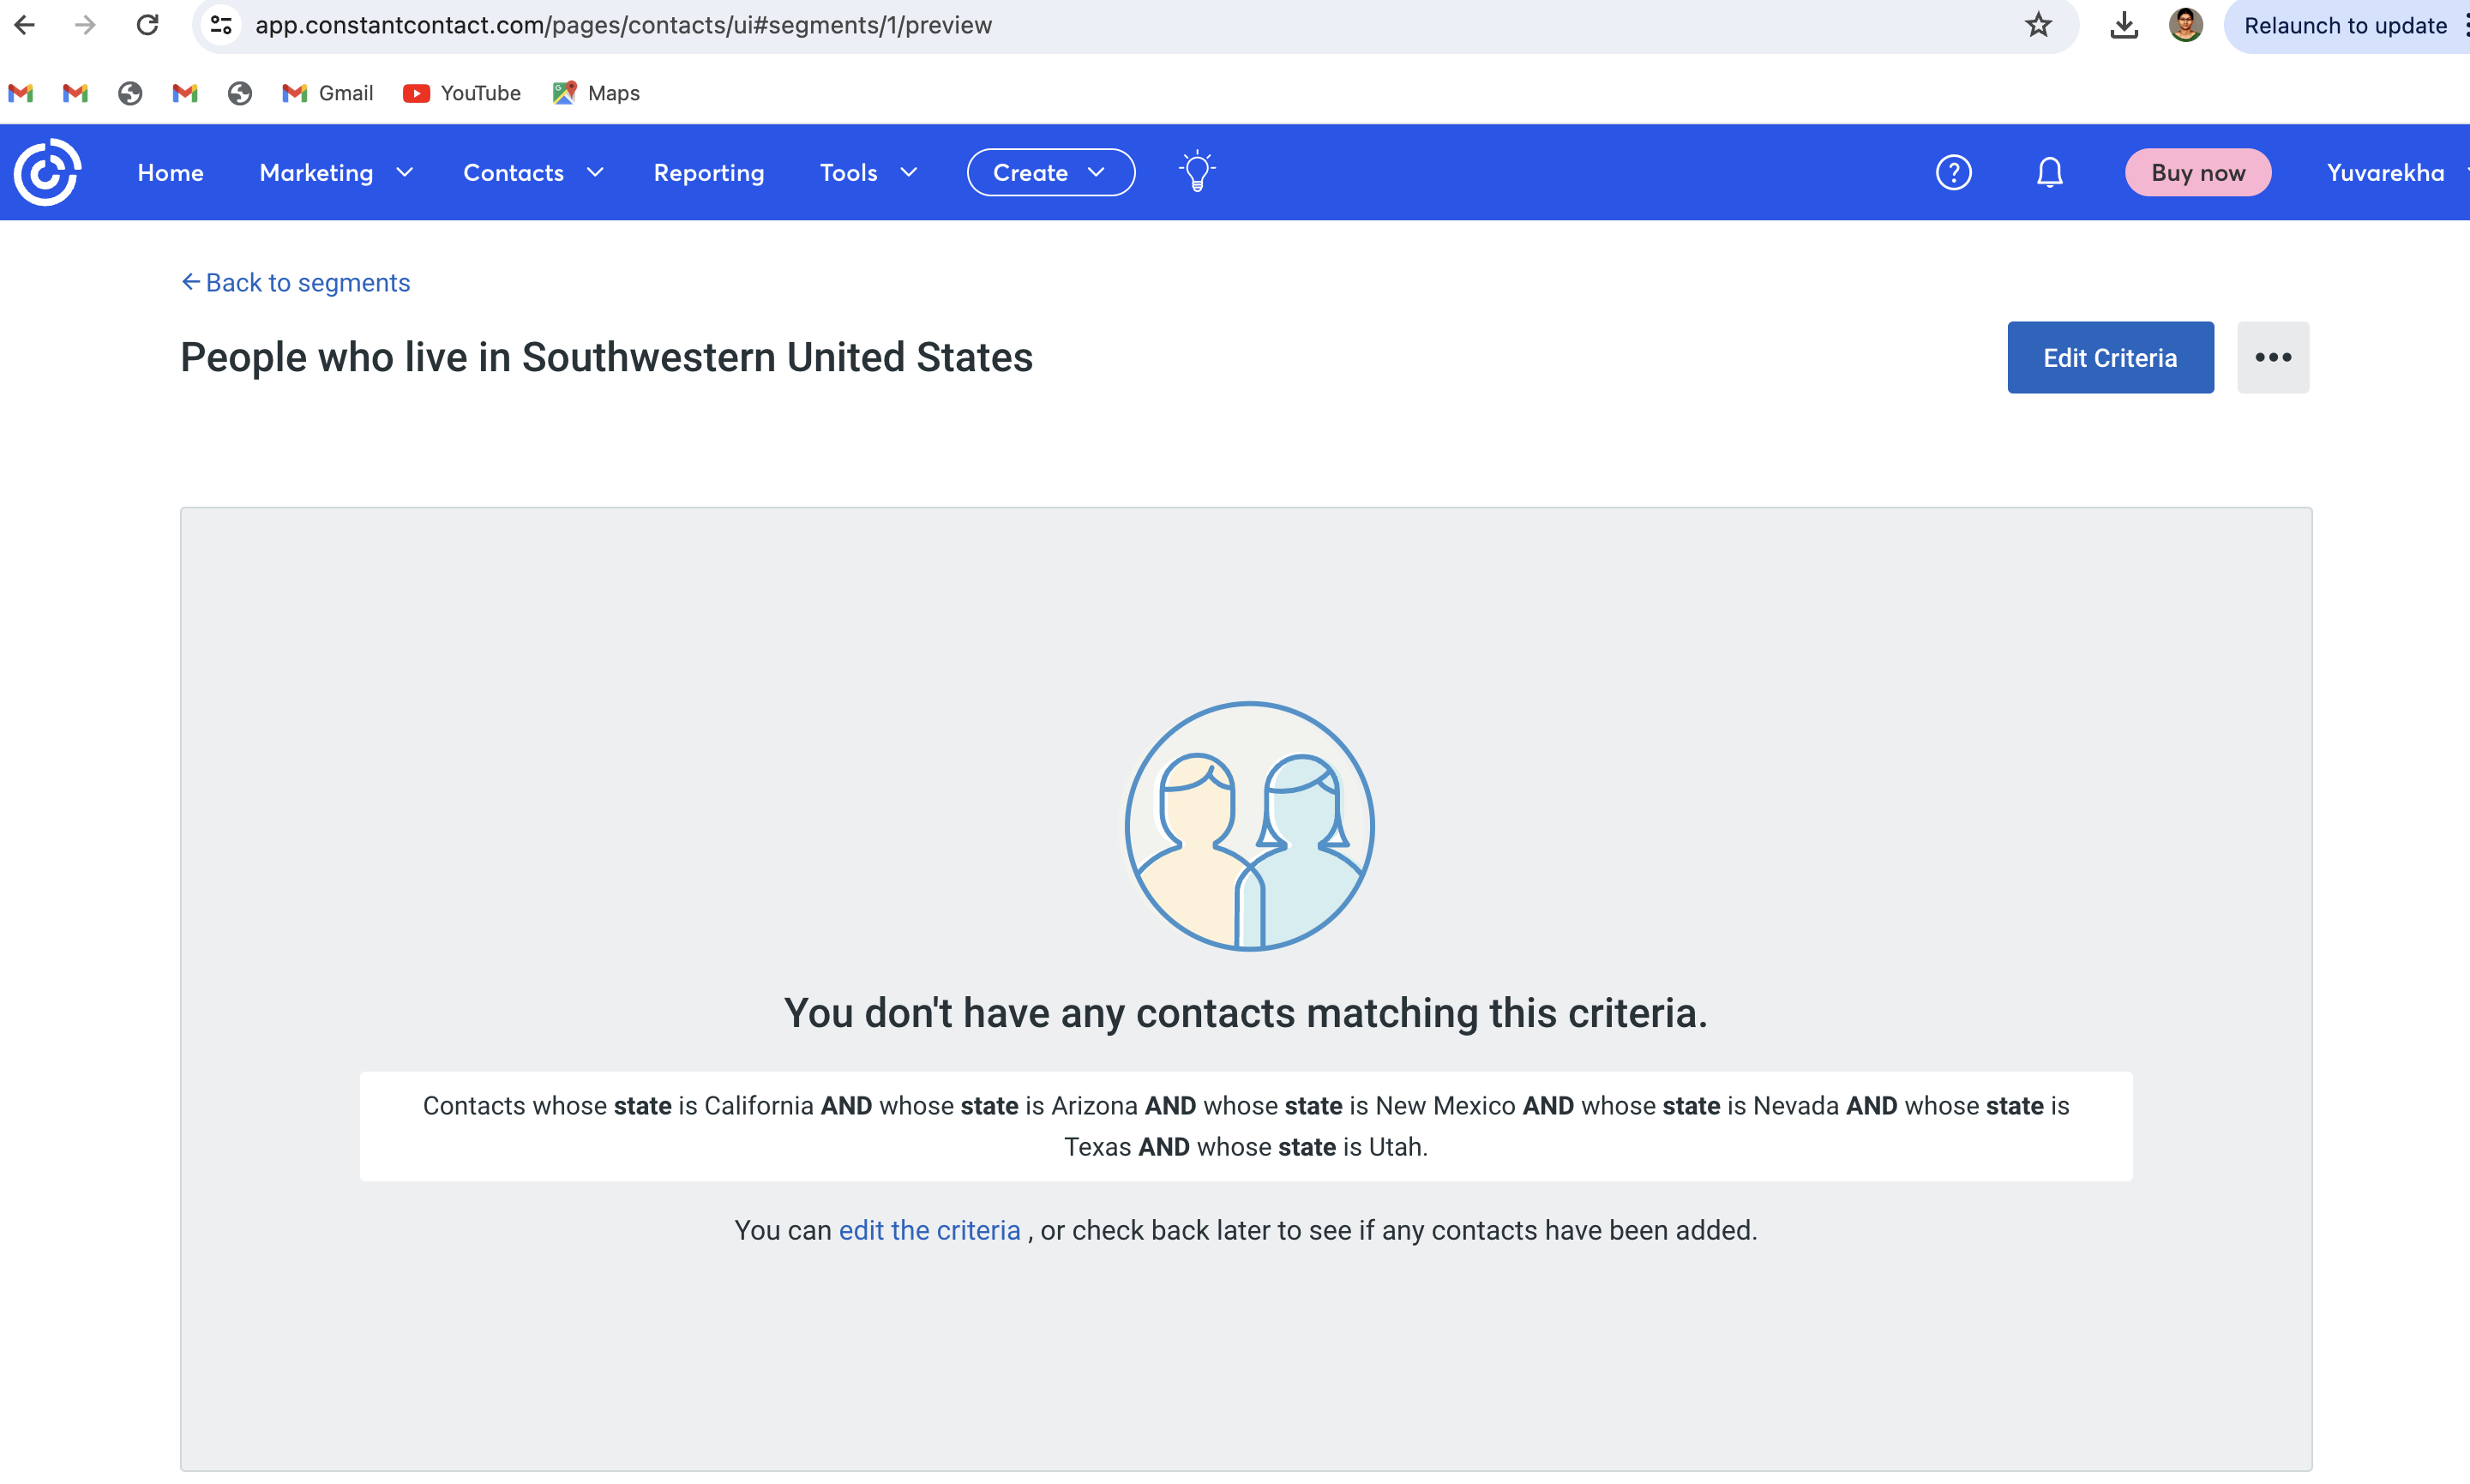 app.constantcontact.com/pages/contacts/ui#segments/1/preview
Relaunch to update
Gmail YouTube Maps
Home Marketing Contacts Reporting Tools Create Buy now Yuvarekha
Back to segments
People who live in Southwestern United States
Edit Criteria
You don't have any contacts matching this criteria.
Contacts whose state is California AND whose state is Arizona AND whose state is New Mexico AND whose state is Nevada AND whose state is
Texas AND whose state is Utah.
You can edit the criteria , or check back later to see if any contacts have been added.